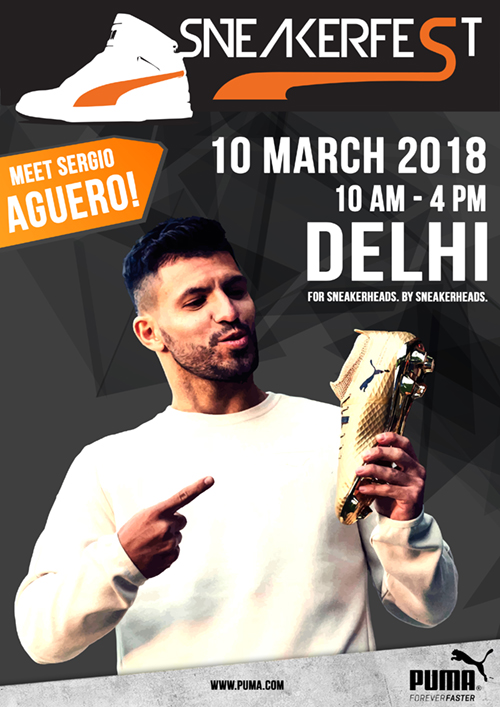 SNEAKERFEST
MEET SERGIO
AGUERO!
10 MARCH 2018
10 AM - 4 PM
DELHI
FOR SNEAKERHEADS. BY SNEAKERHEADS.
WWW.PUMA.COM
PUMA
FOREVERFASTER